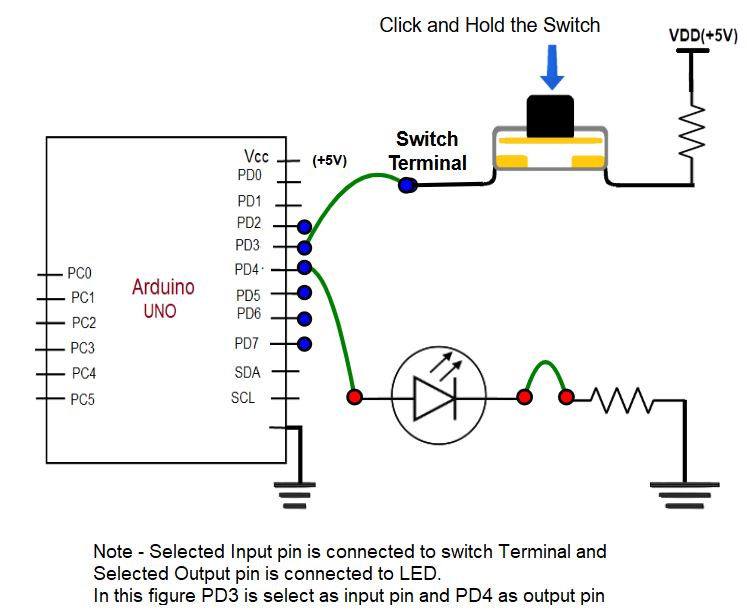 Click and Hold the Switch
VDD(+5V)
Switch
Terminal
Vcc
(+5V)
PD0
PD1
PD2
PD3
PD4
PD5
PD6
PD7
SDA
SCL
PC0
PC1
PC2
PC3
PC4
PC5
Arduino
UNO
Note - Selected Input pin is connected to switch Terminal and
Selected Output pin is connected to LED.
In this figure PD3 is select as input pin and PD4 as output pin